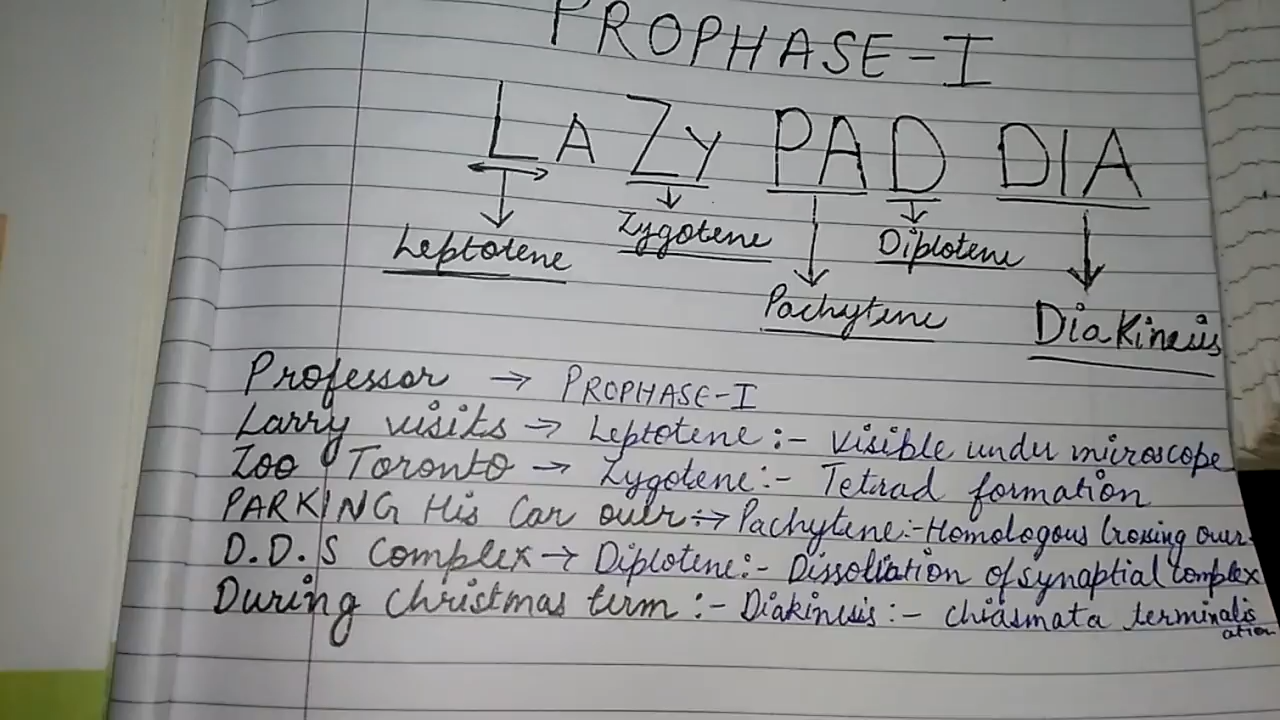 PROPHASE-I
LAZY PAD DIA
Zygotene Diplotene
Leptotene
Pachytene DiaKinesis
Professor → PROPHASE-I
Larry visits → Leptotene :- Visible under microscope
Zoo Toronto → Zygotene :- Tetrad formation
PARKING His Car over :→ Pachytene :- Homologous Crossing over
D.D.S Complex → Diplotene :- Dissoliation of synaptial Complex
During Christmas term :- Diakinesis :- Chiasmata terminalis
ation